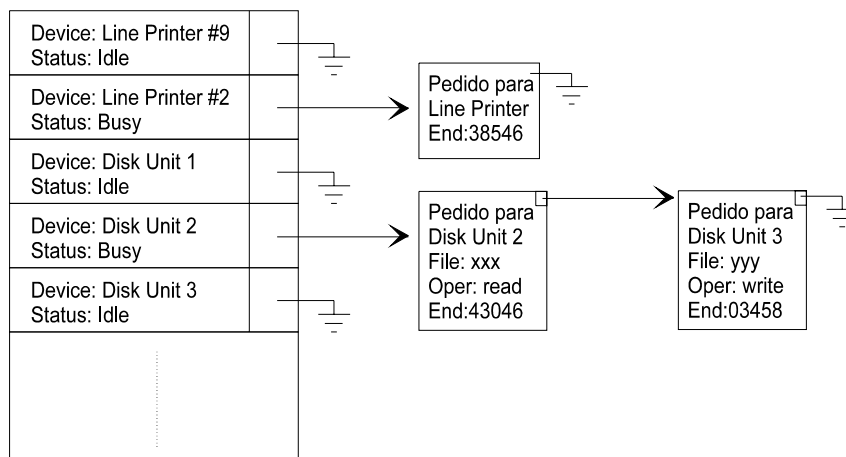 Device: Line Printer #9
Status: Idle
Device: Line Printer #2
Status: Busy
Device: Disk Unit 1
Status: Idle
Device: Disk Unit 2
Status: Busy
Device: Disk Unit 3
Status: Idle
Pedido para
Line Printer
End:38546
Pedido para
Disk Unit 2
File: xxx
Oper: read
End:43046
Pedido para
Disk Unit 3
File: yyy
Oper: write
End:03458